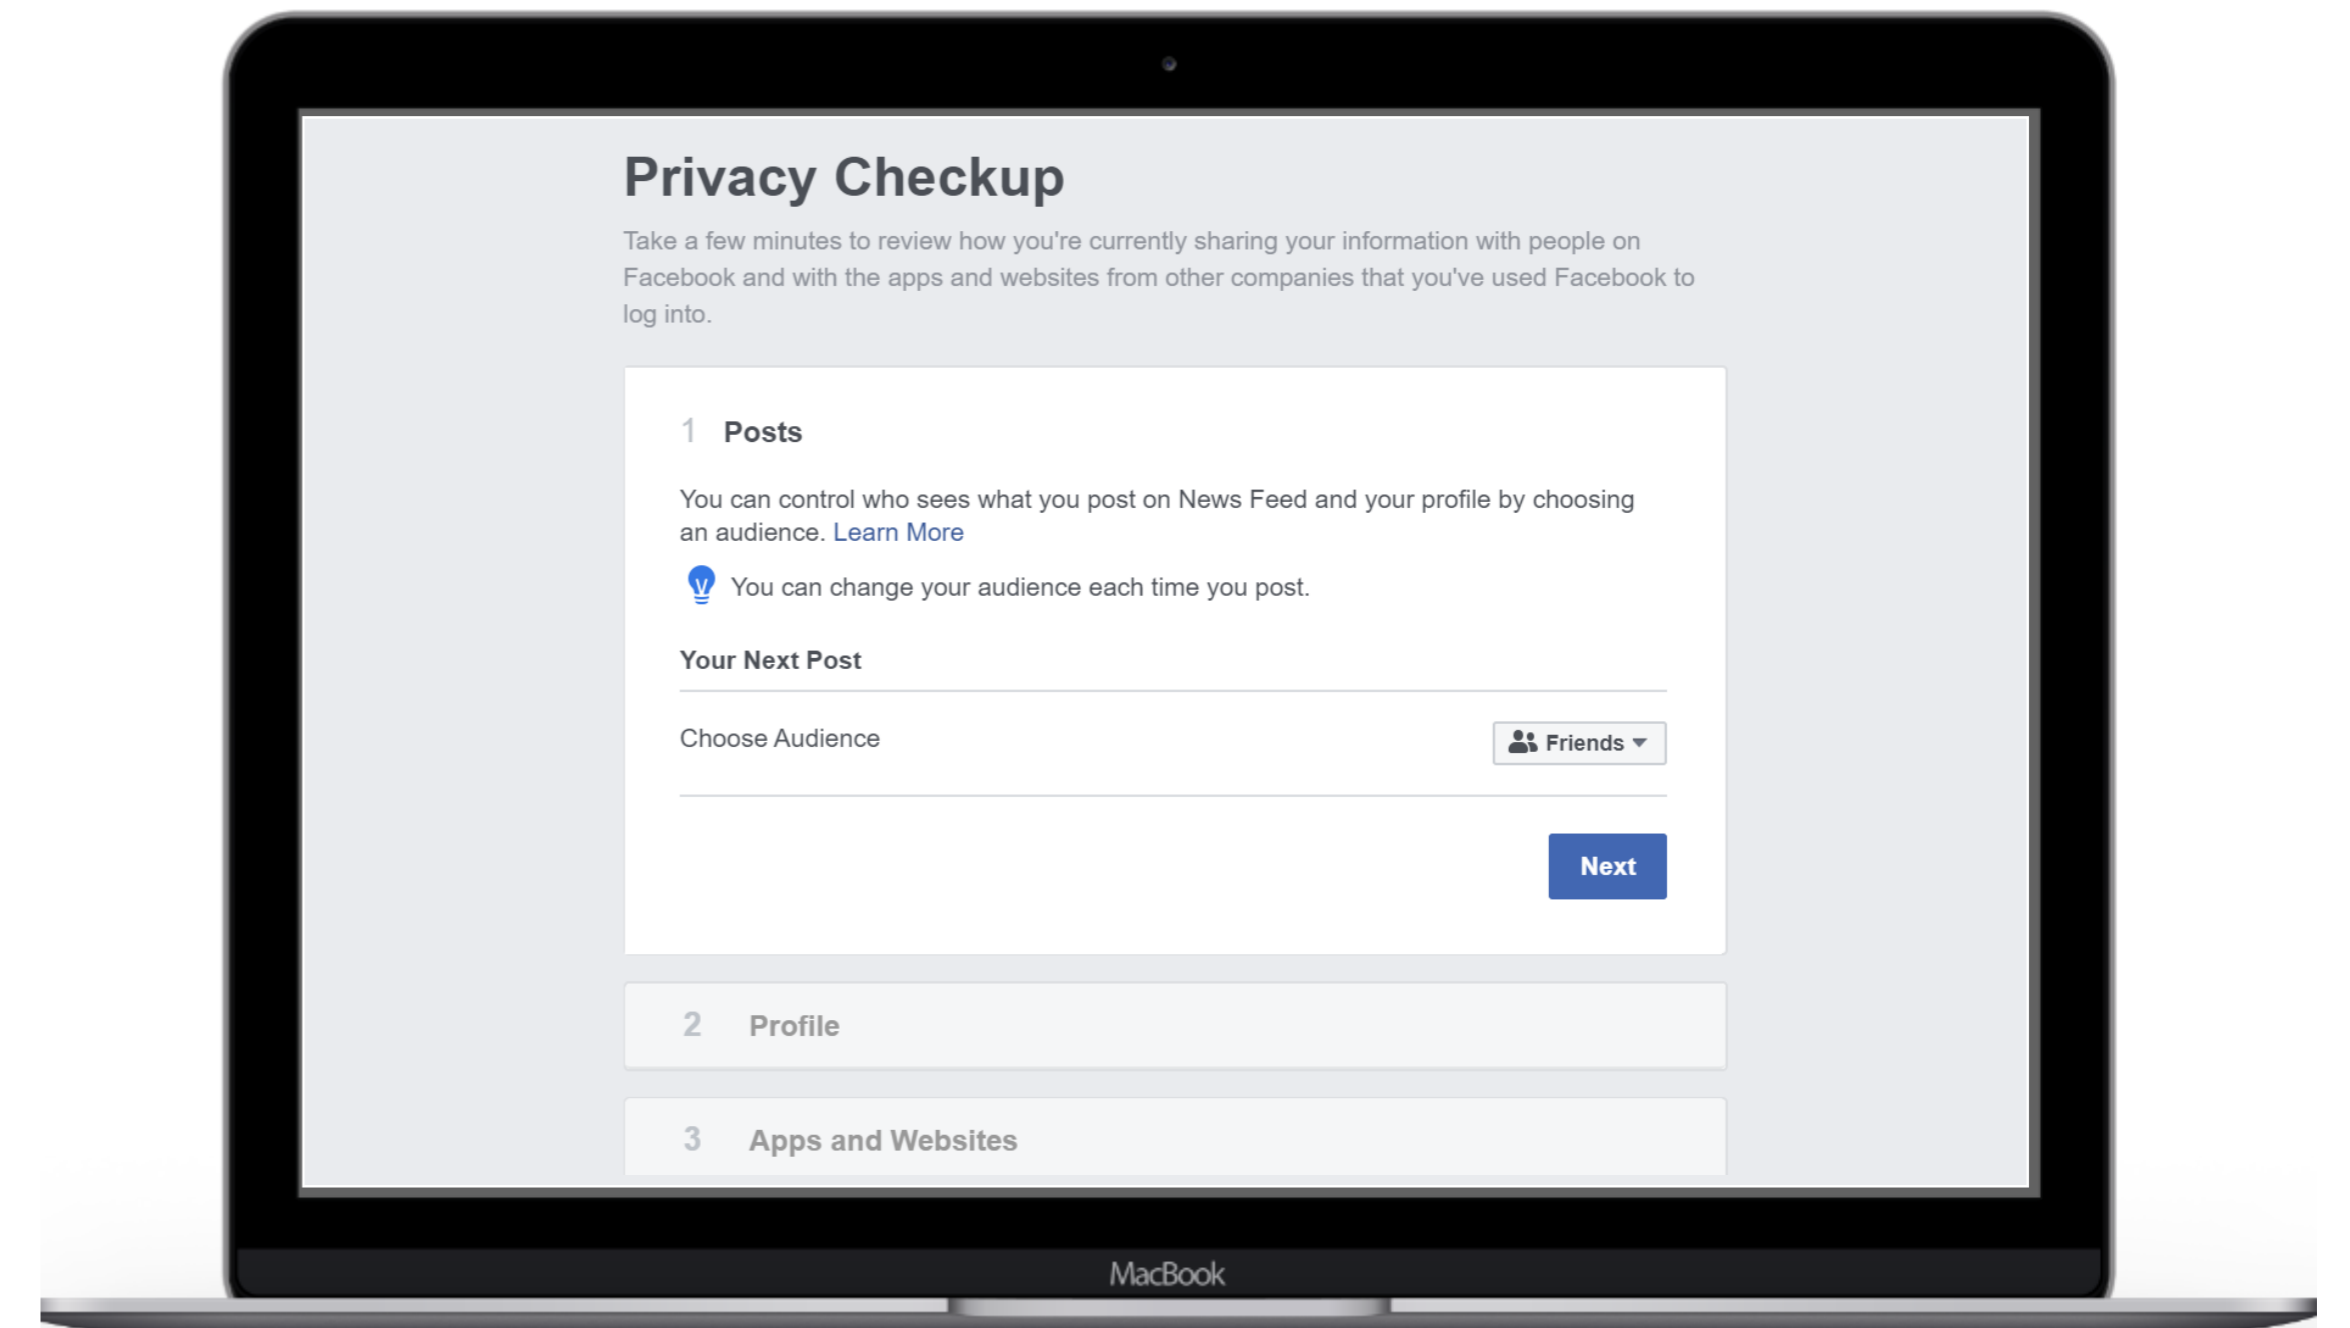 Privacy Checkup
Take a few minutes to review how you're currently sharing your information with people on
Facebook and with the apps and websites from other companies that you've used Facebook to
log into.
1 Posts
You can control who sees what you post on News Feed and your profile by choosing
an audience. Learn More
You can change your audience each time you post.
Your Next Post
Choose Audience Friends
Next
2 Profile
3 Apps and Websites
MacBook